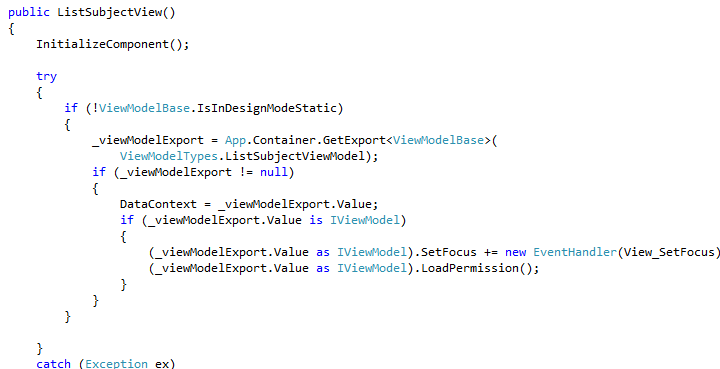 public ListSubjectView()
{
    InitializeComponent();

    try
    {
        if (!ViewModelBase.IsInDesignModeStatic)
        {
            _viewModelExport = App.Container.GetExport<ViewModelBase>(
                ViewModelTypes.ListSubjectViewModel);
            if (_viewModelExport != null)
            {
                DataContext = _viewModelExport.Value;
                if (_viewModelExport.Value is IViewModel)
                {
                    (_viewModelExport.Value as IViewModel).SetFocus += new EventHandler(View_SetFocus)
                    (_viewModelExport.Value as IViewModel).LoadPermission();
                }
            }
        }

    }
    catch (Exception ex)